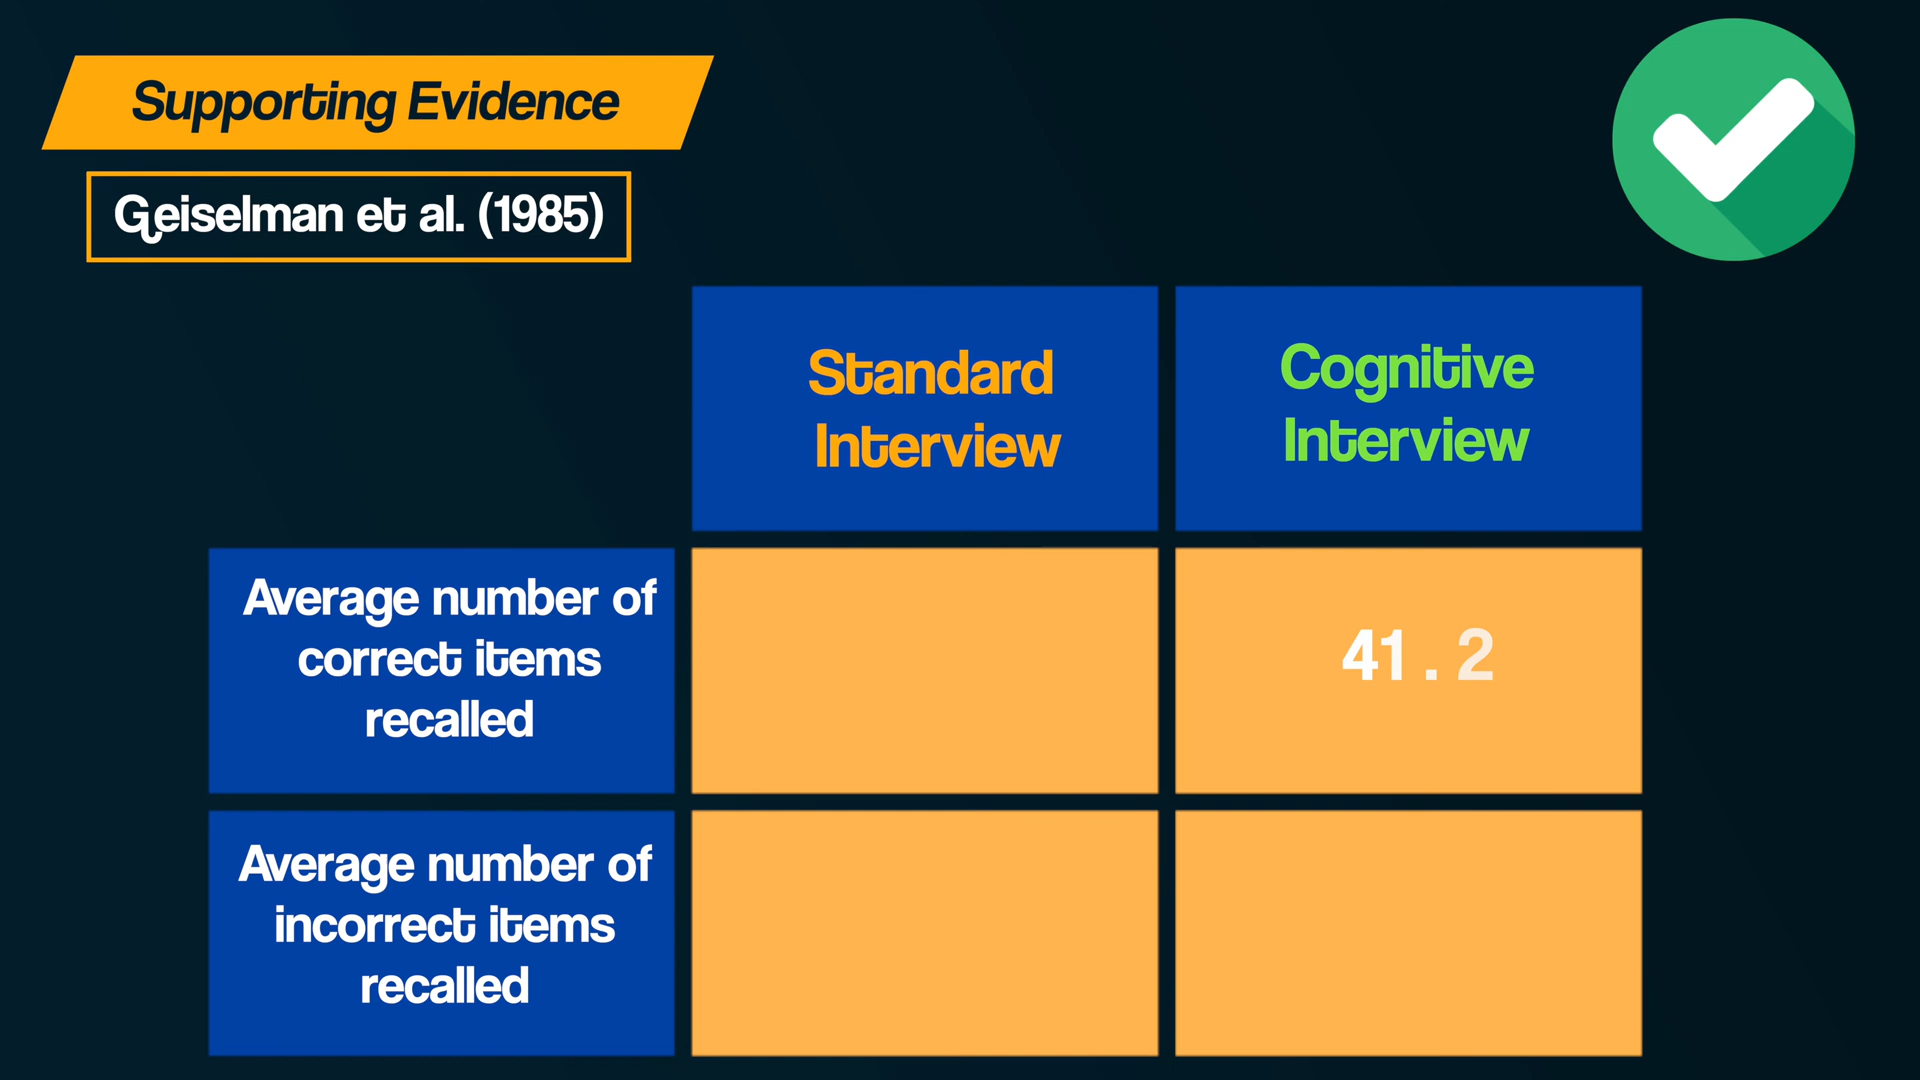 Supporting Evidence
Geiselman et al. (1985)
Standard
Interview
Cognitive
Interview
Average number of
correct items
recalled
41.2
Average number of
incorrect items
recalled